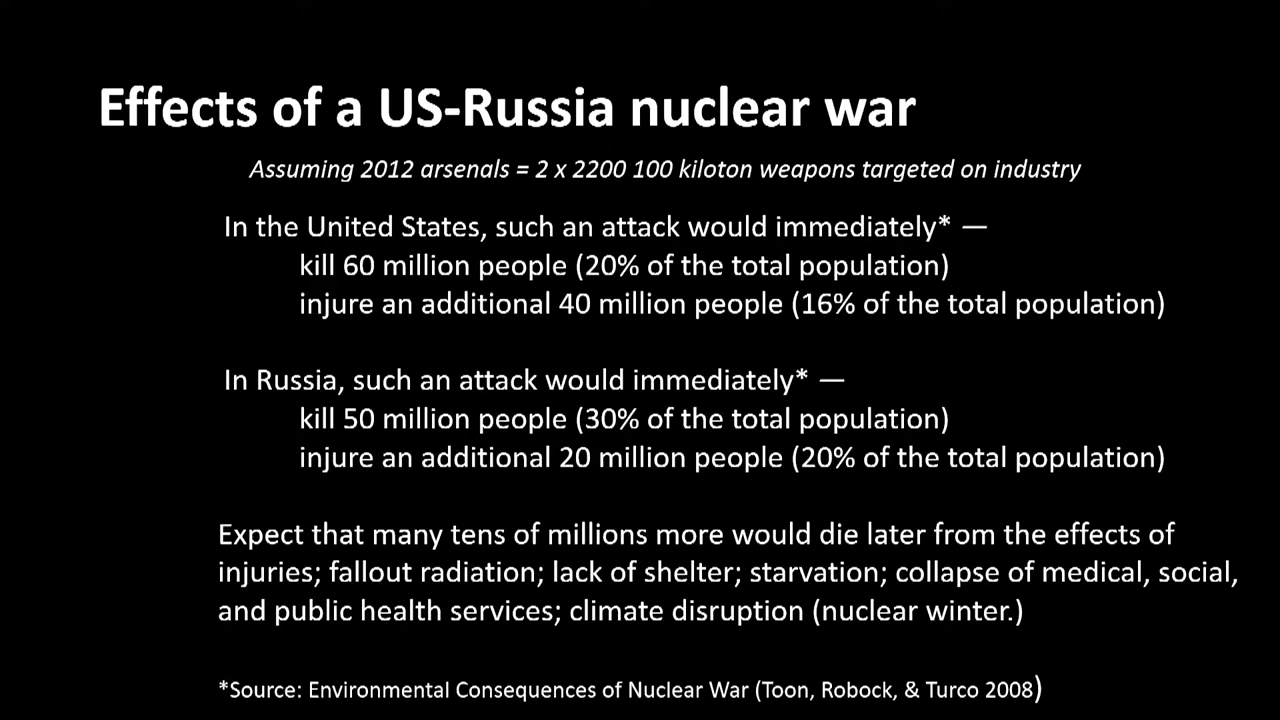 Effects of a US-Russia nuclear war
Assuming 2012 arsenals = 2 x 2200 100 kiloton weapons targeted on industry
In the United States, such an attack would immediately* —
kill 60 million people (20% of the total population)
injure an additional 40 million people (16% of the total population)
In Russia, such an attack would immediately* —
kill 50 million people (30% of the total population)
injure an additional 20 million people (20% of the total population)
Expect that many tens of millions more would die later from the effects of
injuries; fallout radiation; lack of shelter; starvation; collapse of medical, social,
and public health services; climate disruption (nuclear winter.)
*Source: Environmental Consequences of Nuclear War (Toon, Robock, & Turco 2008)